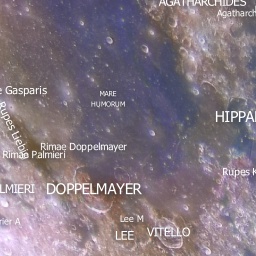 AGATHARCHIDES
Agatharch
e Gasparis
MARE
HUMORUM
HIPPA
Rupes Liebig
Rimae Doppelmayer
Rimae Palmieri
Rupes K
LMIERI
DOPPELMAYER
Lee M
LEE
VITELLO